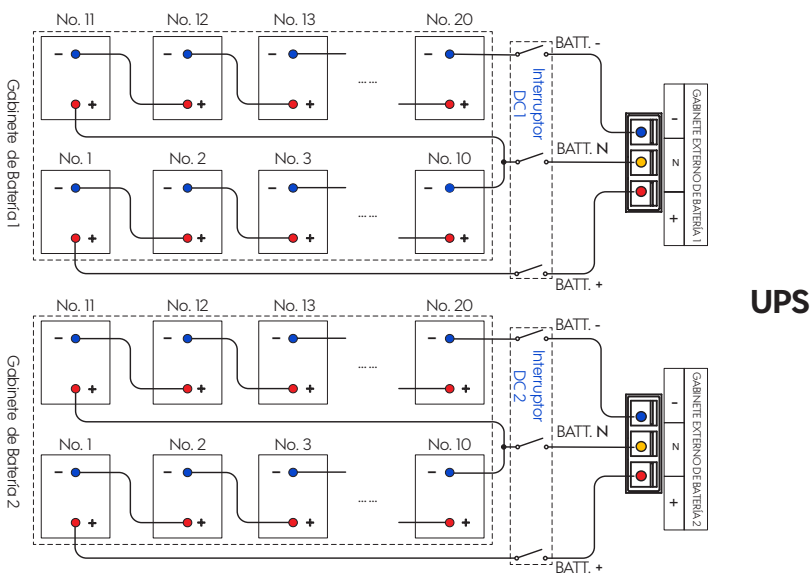 No. 11 No. 12 No. 13 No. 20
BATT. -
- - - -
... ...
+ + + +
Gabinete de Batería 1
Interruptor
DC1
BATT. N
No. 1 No. 2 No. 3 No. 10
- - - -
... ...
+ + + +
BATT. +
-
N
+
GABINETE EXTERNO DE BATERÍA 1
UPS
No. 11 No. 12 No. 13 No. 20
BATT. -
- - - -
... ...
+ + + +
Gabinete de Batería 2
Interruptor
DC2
BATT. N
No. 1 No. 2 No. 3 No. 10
- - - -
... ...
+ + + +
BATT. +
-
N
+
GABINETE EXTERNO DE BATERÍA 2